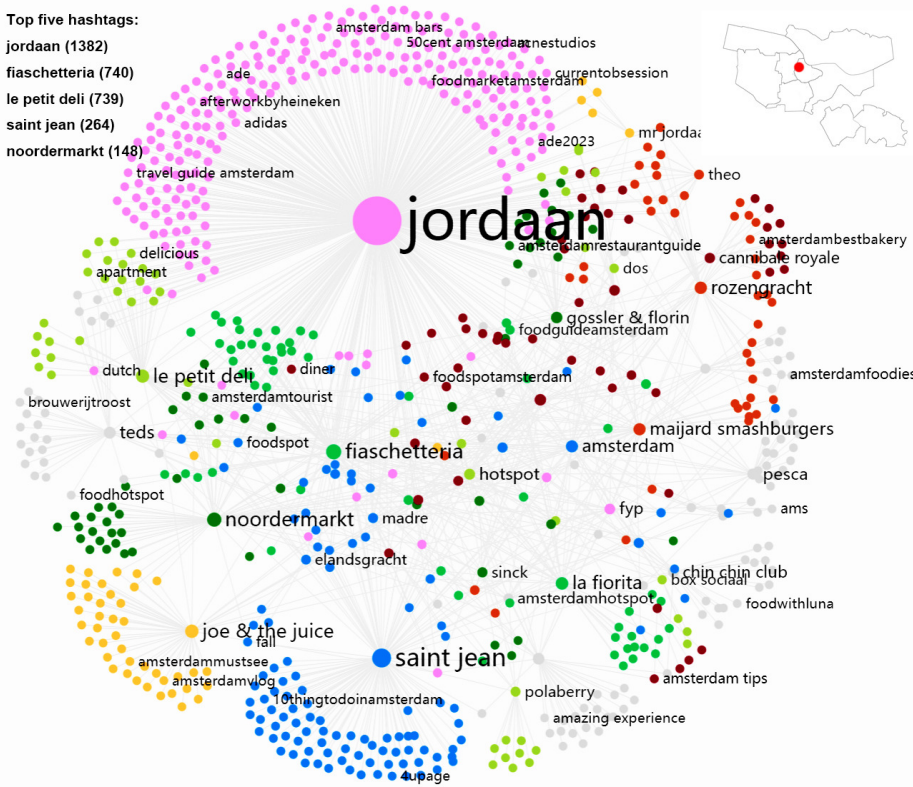 Top five hashtags:
jordaan (1382)
fiaschetteria (740)
le petit deli (739)
saint jean (264)
noordermarkt (148)
amsterdam bars
50cent amsterdam
acnestudios
ade
foodmarketamsterdam
currentobsession
afterworkbyheineken
adidas
mr jordaa
ade2023
travel guide amsterdam
theo
jordaan
amsterdamrestaurantguide
amsterdambestbakery
delicious
cannibale royale
apartment
dos
rozengracht
gossler & florin
foodguideamsterdam
dutch
le petit deli
diner
foodspotamsterdam
amsterdamfoodies
brouwerijtroost
amsterdamtourist
teds
foodspot
fiaschetteria
amsterdam
maijard smashburgers
hotspot
pesca
foodhotspot
noordermarkt
madre
fyp
ams
elandsgracht
sinck
la fiorita
chin chin club
box sociaal
amsterdamhotspot
foodwithluna
joe & the juice
fall
saint jean
amsterdammustsee
amsterdamvlog
amsterdam tips
10thingtodoinamsterdam
polaberry
amazing experience
4upage